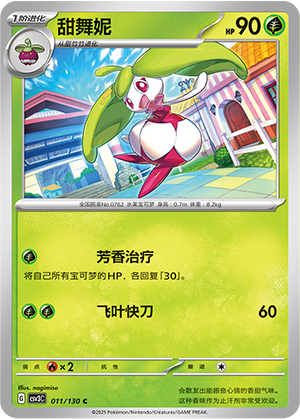 1阶进化
甜舞妮
HP 90
从甜竹竹进化
全国图鉴No.0762 水果宝可梦 身高:0.7m 体重:8.2kg
芳香治疗
将自己所有宝可梦的HP,各回复「30」。
飞叶快刀 60
弱点 ×2 抗性 撤退
Illus. nagimiso
G CSV3C 011/130 C
会散发出能振奋心情的香甜气味。
这种香味作为止汗剂非常受欢迎。
©2025 Pokémon/Nintendo/Creatures/GAME FREAK.